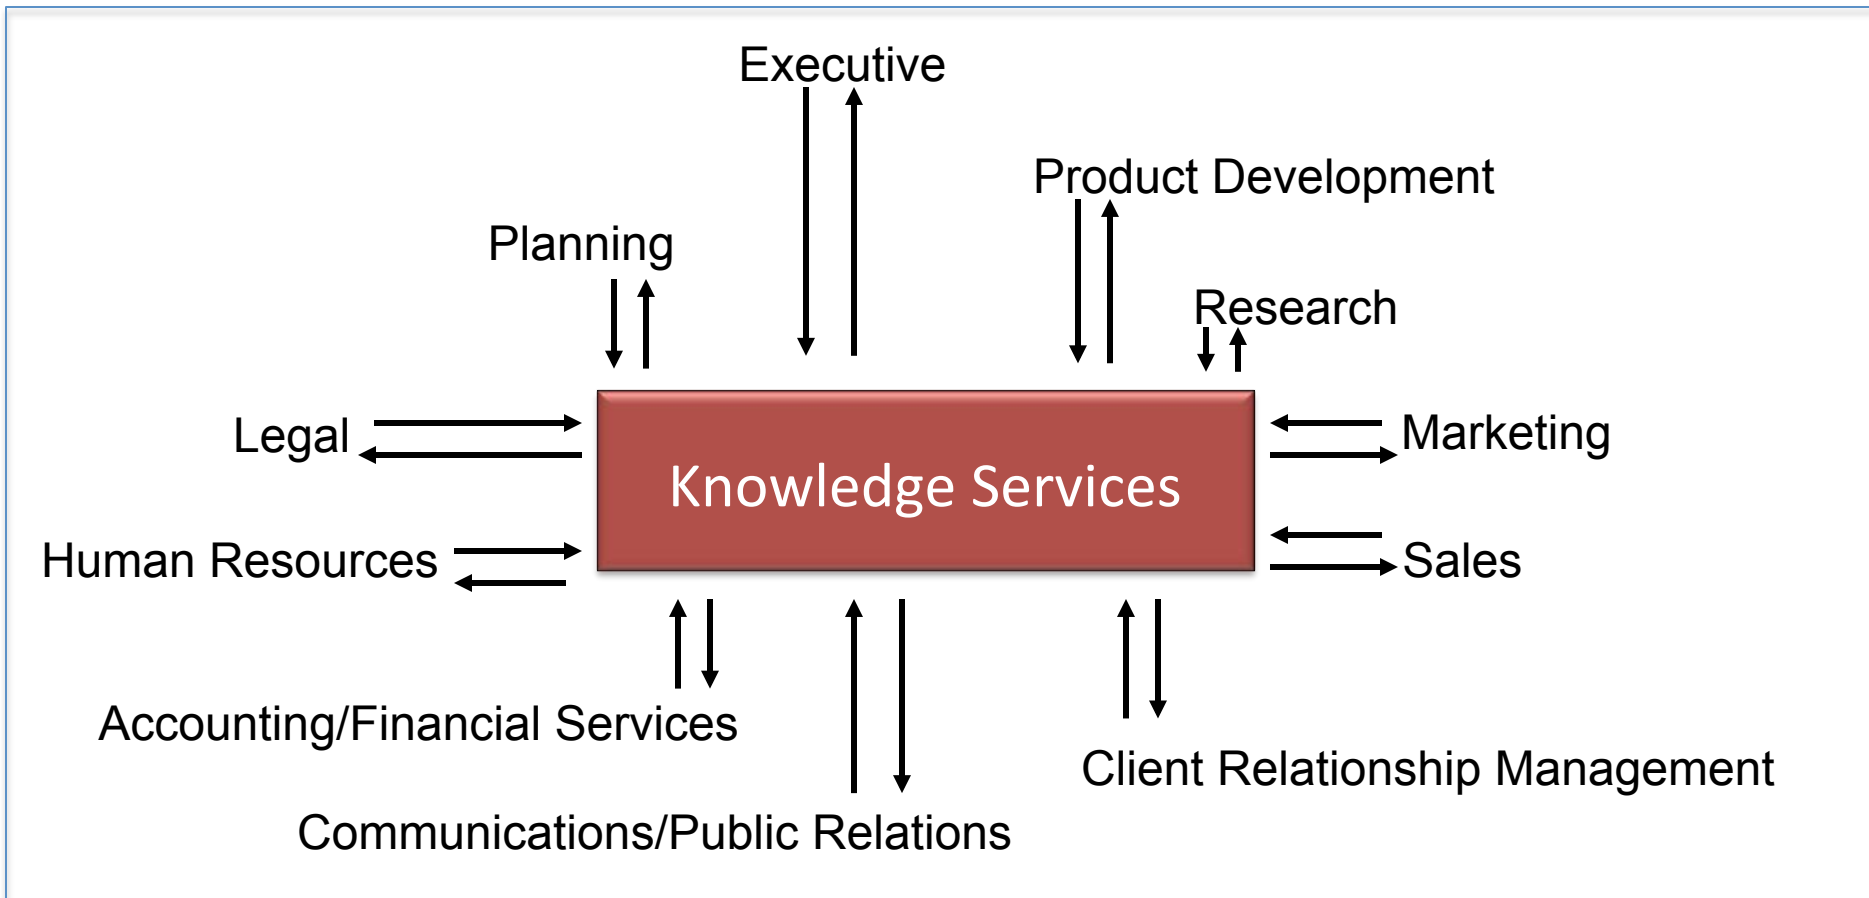 Executive
Product Development
Planning
Research
Legal
Marketing
Knowledge Services
Human Resources
Sales
Accounting/Financial Services
Client Relationship Management
Communications/Public Relations